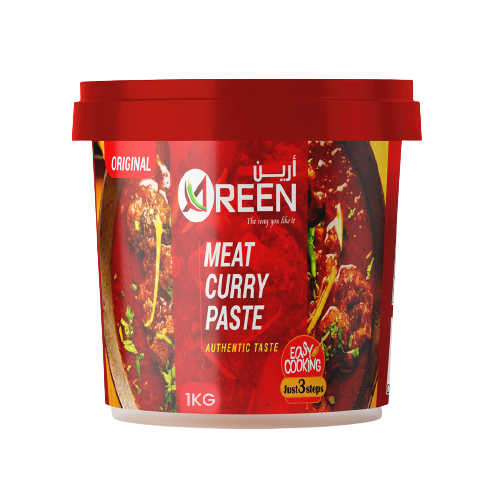 ORIGINAL
أرين
REEN
The way you like it
MEAT
CURRY
PASTE
AUTHENTIC TASTE
EASY
COOKING
Just 3 steps
1KG